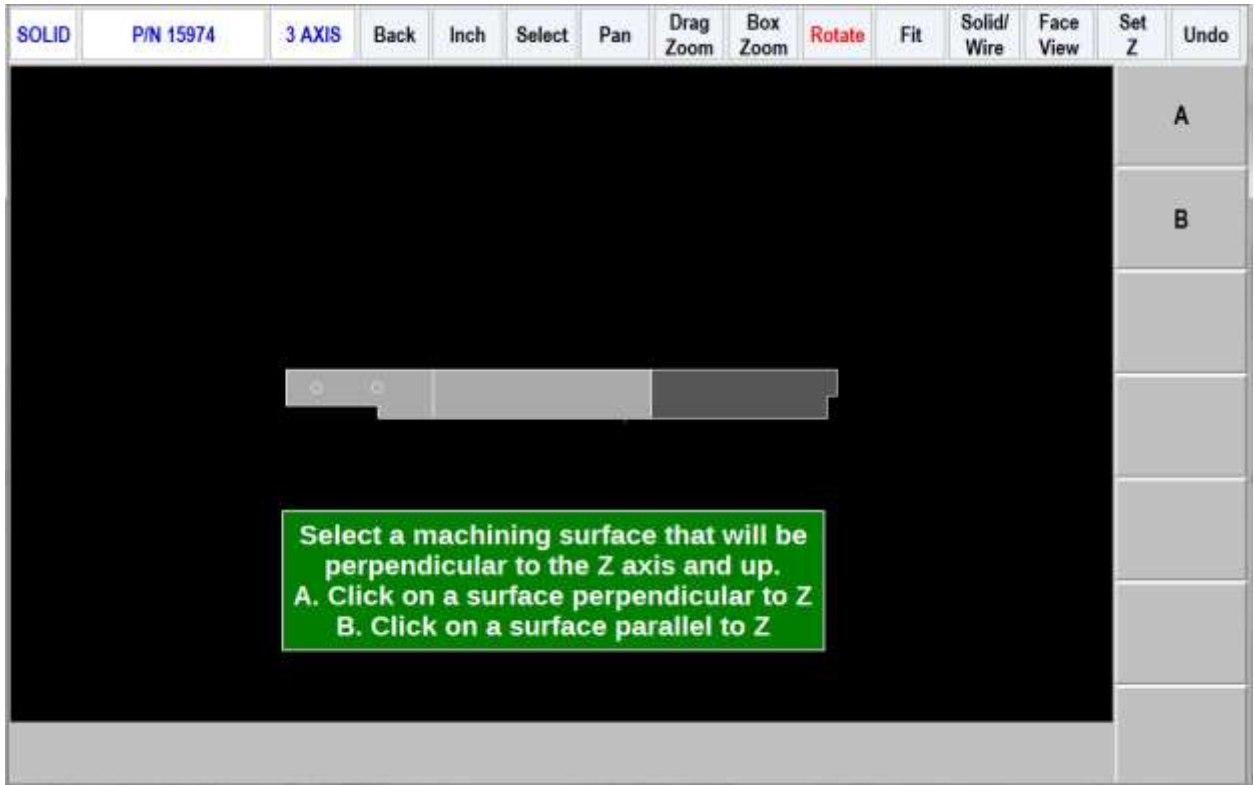 SOLID
P/N 15974
3 AXIS
Back
Inch
Select
Pan
Drag
Zoom
Box
Zoom
Rotate
Fit
Solid/
Wire
Face
View
Set
Z
Undo
A
B
Select a machining surface that will be
perpendicular to the Z axis and up.
A. Click on a surface perpendicular to Z
B. Click on a surface parallel to Z